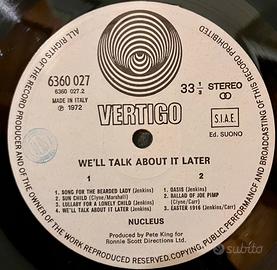 ALL RIGHTS OF THE RECORD PRODUCER AND OF THE OWNER OF THE WORK REPRODUCED RESERVED. COPYING, PUBLIC PERFORMANCE AND BROADCASTING OF THIS RECORD PROHIBITED
6360 027
6360 027.2
MADE IN ITALY
Ⓟ 1972
33 1/3 STEREO
S.I.A.E.
Ed. SUONO
VERTIGO
WE'LL TALK ABOUT IT LATER
1
1. SONG FOR THE BEARDED LADY (Jenkins)
2. SUN CHILD (Clyne/Marshall)
3. LULLABY FOR A LONELY CHILD (Jenkins)
4. WE'LL TALK ABOUT IT LATER (Jenkins)
2
1. OASIS (Jenkins)
2. BALLAD OF JOE PIMP
(Clyne/Carr)
3. EASTER 1916 (Jenkins/Carr)
NUCLEUS
Produced by Pete King for
Ronnie Scott Directions Ltd.
subito